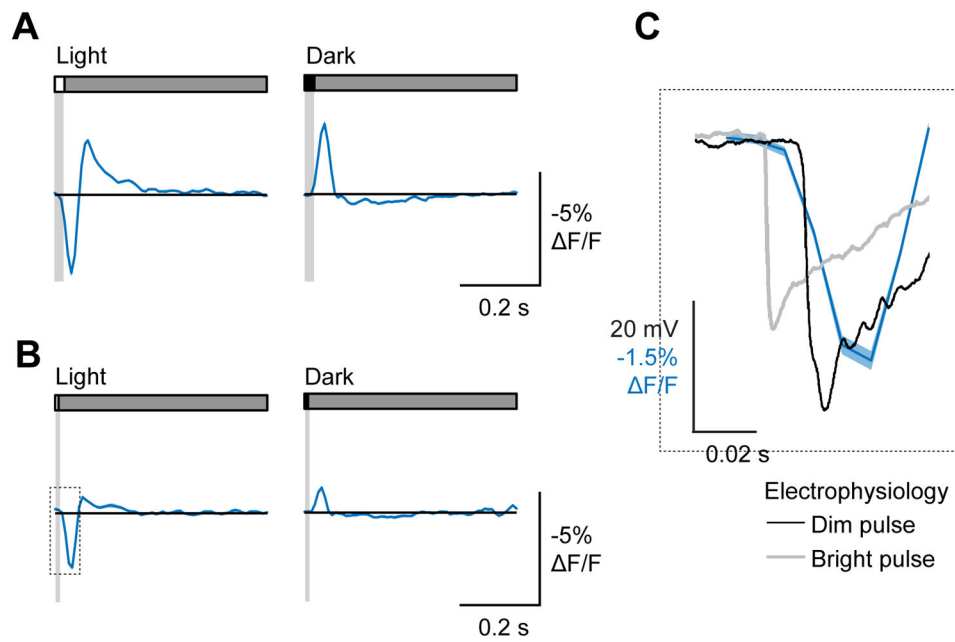 A
Light
Dark
-5%
ΔF/F
0.2 s
B
Light
Dark
-5%
ΔF/F
0.2 s
C
20 mV
-1.5%
ΔF/F
0.02 s
Electrophysiology
Dim pulse
Bright pulse